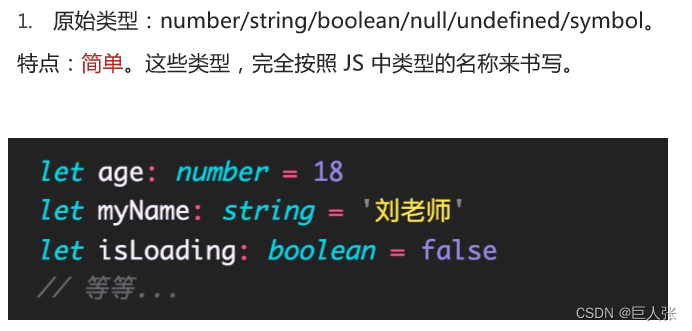 1. 原始类型：number/string/boolean/null/undefined/symbol。
特点：简单。这些类型，完全按照 JS 中类型的名称来书写。
let age: number = 18
let myName: string = '刘老师'
let isLoading: boolean = false
// 等等...
CSDN @巨人张